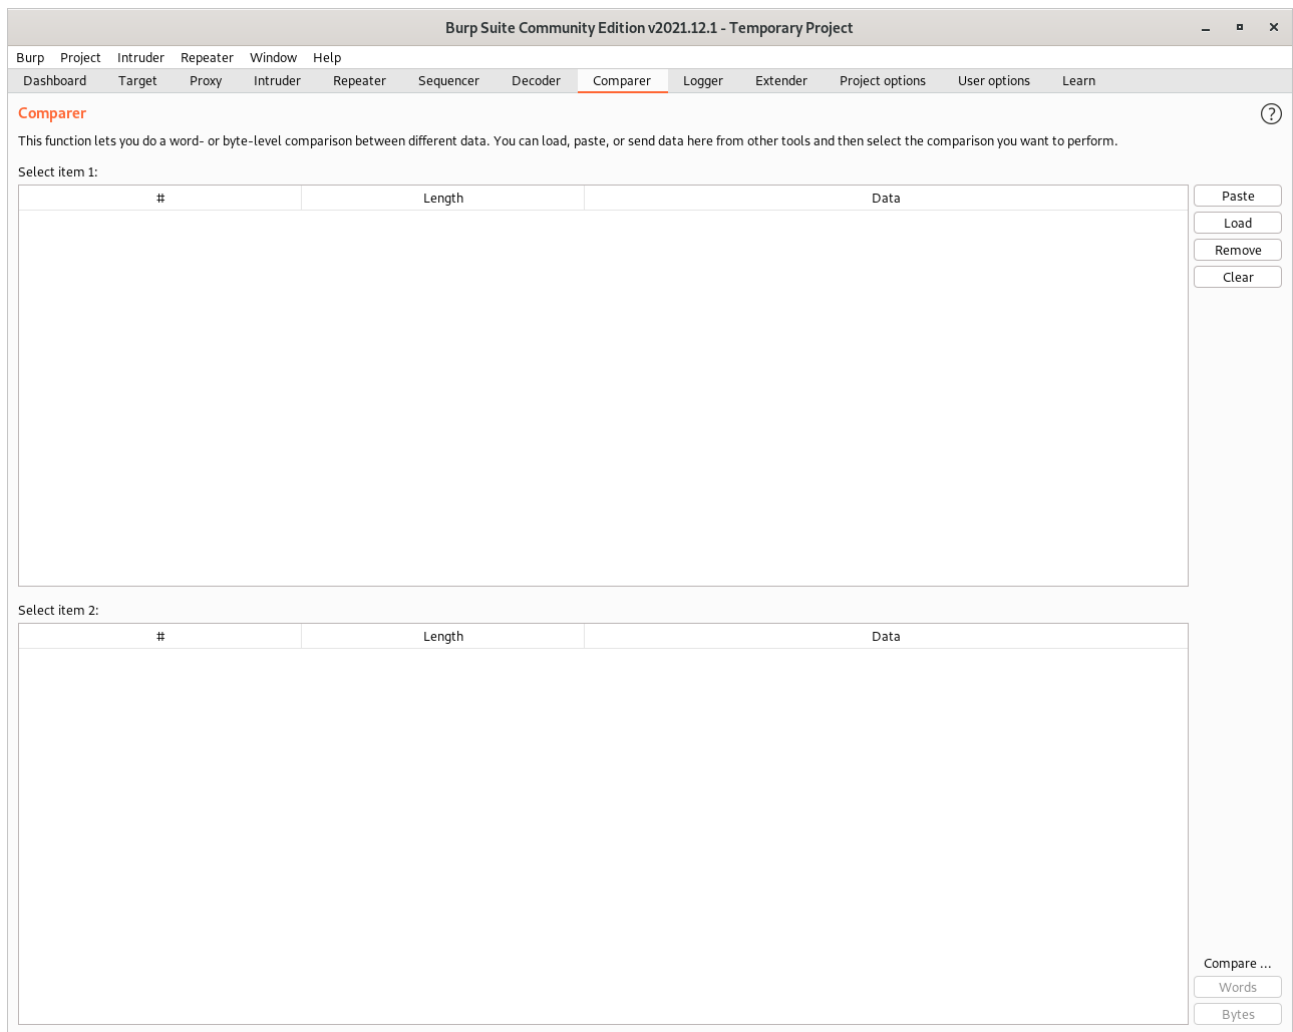 Burp Suite Community Edition v2021.12.1 - Temporary Project
Burp Project Intruder Repeater Window Help
Dashboard Target Proxy Intruder Repeater Sequencer Decoder Comparer Logger Extender Project options User options Learn
Comparer
?
This function lets you do a word- or byte-level comparison between different data. You can load, paste, or send data here from other tools and then select the comparison you want to perform.
Select item 1:
# Length Data
Paste
Load
Remove
Clear
Select item 2:
# Length Data
Compare ...
Words
Bytes